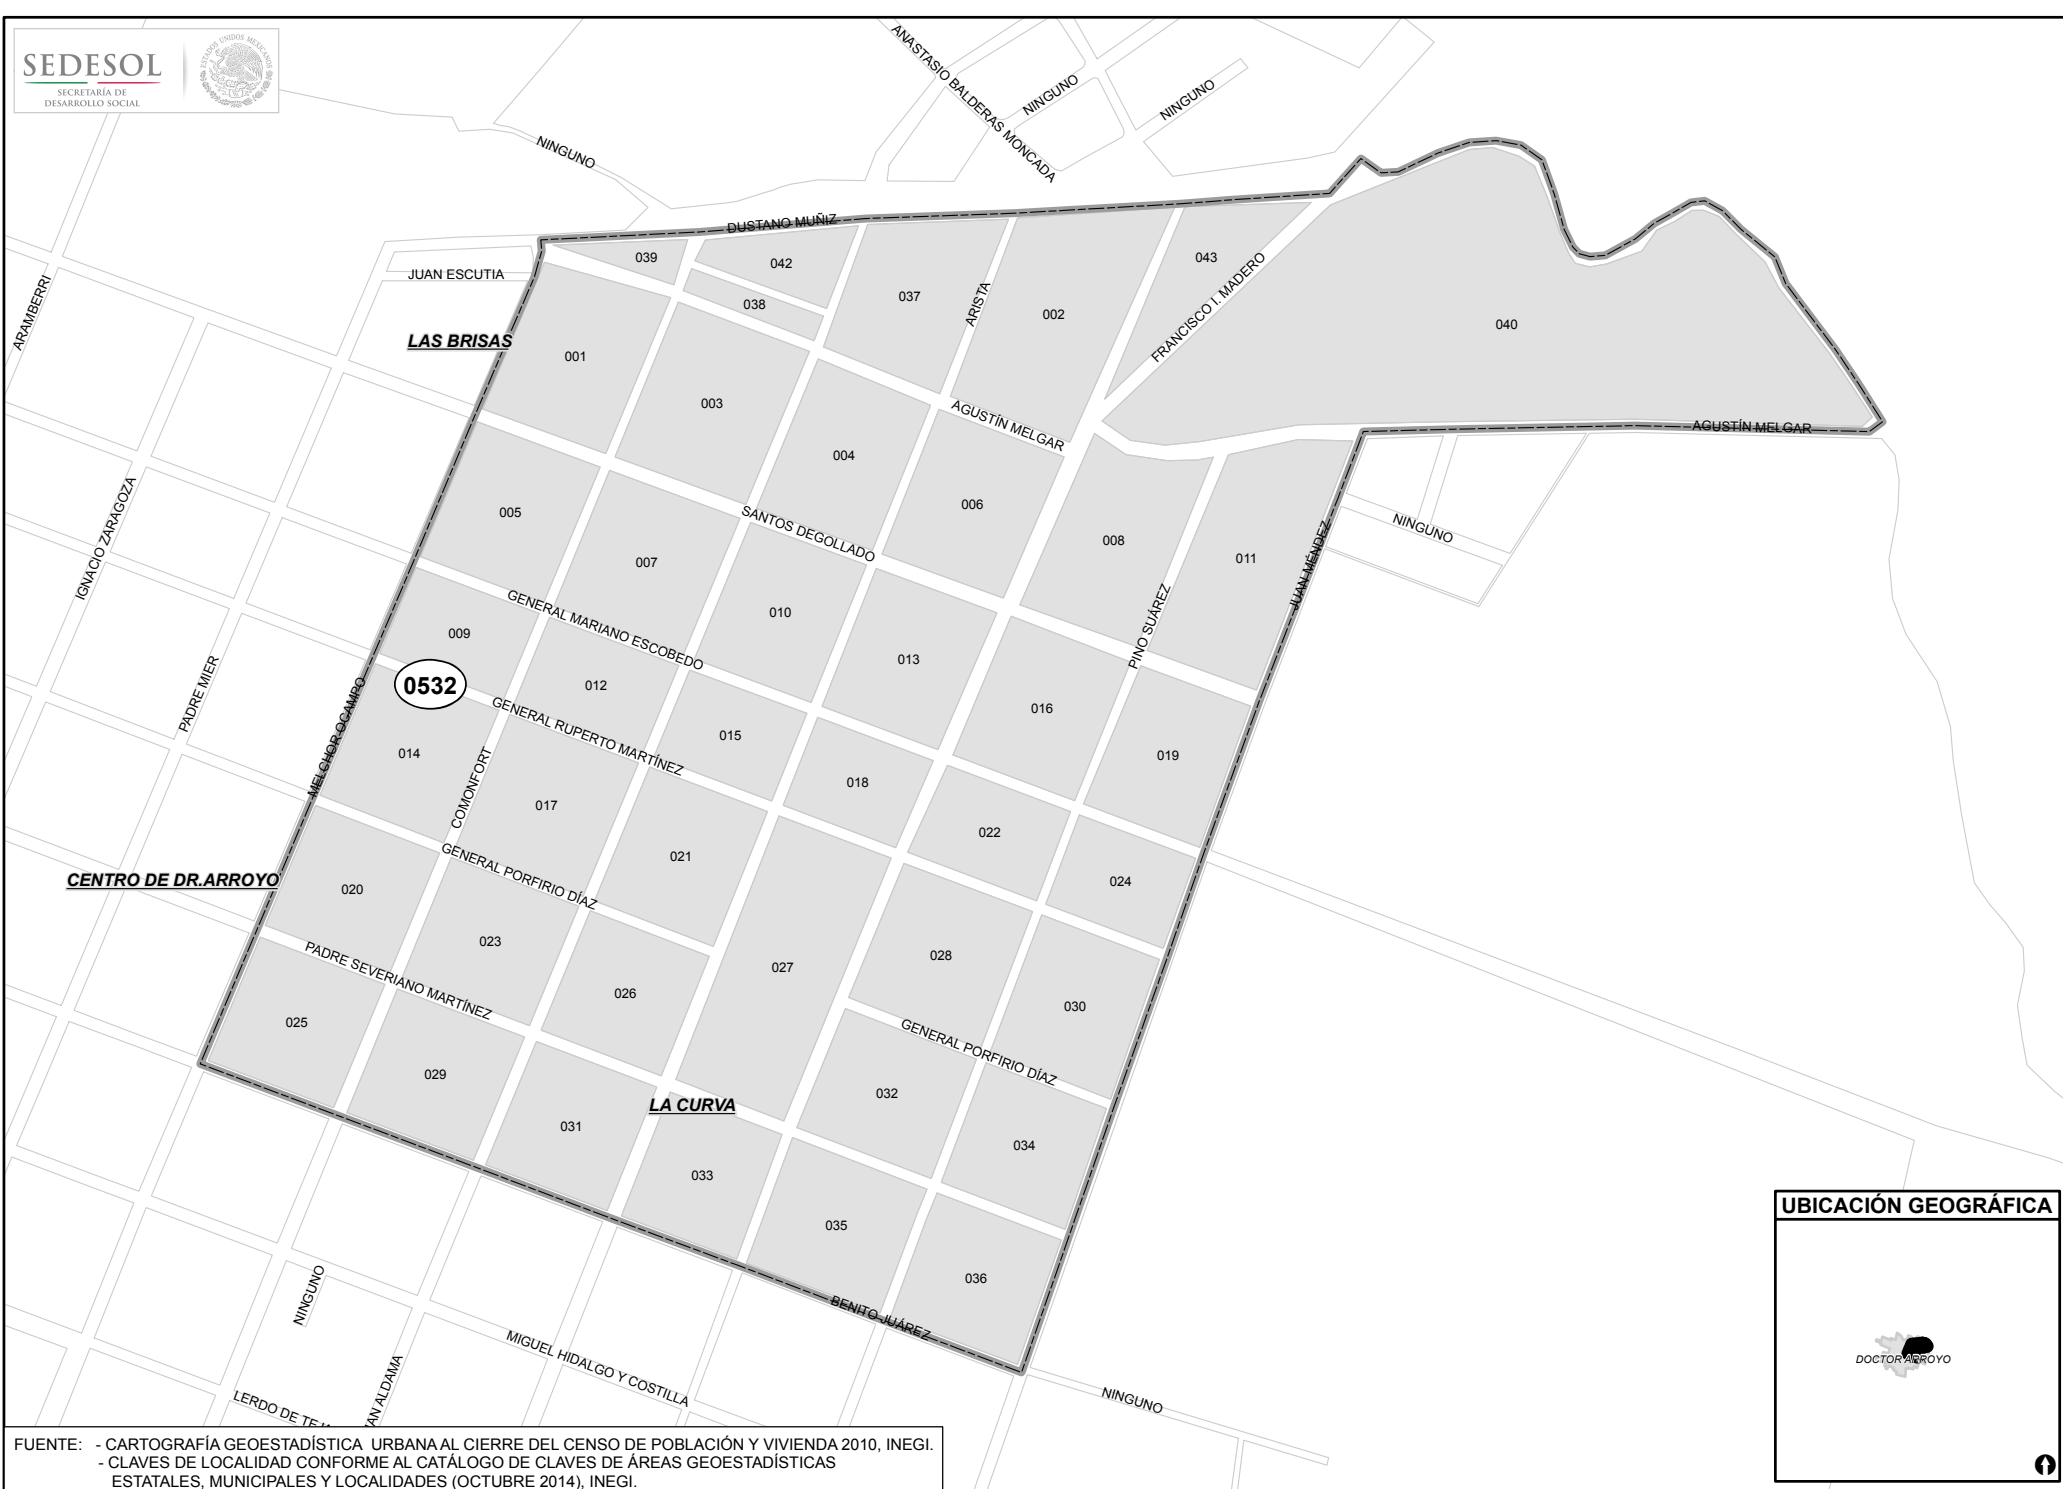 SEDESOL
SECRETARÍA DE
DESARROLLO SOCIAL
ESTADOS UNIDOS MEXICANOS
ANASTASIO BALDERAS MONCADA
NINGUNO
NINGUNO
NINGUNO
DUSTANO MUÑIZ
JUAN ESCUTIA
039
042
043
038
037
ARISTA
002
FRANCISCO I. MADERO
040
ARAMBERRI
LAS BRISAS
001
003
AGUSTÍN MELGAR
AGUSTÍN MELGAR
004
005
006
SANTOS DEGOLLADO
NINGUNO
IGNACIO ZARAGOZA
007
008
011
JUAN MÉNDEZ
GENERAL MARIANO ESCOBEDO
010
PINO SUÁREZ
009
013
PADRE MIER
0532
012
MELCHOR OCAMPO
GENERAL RUPERTO MARTÍNEZ
016
015
014
019
COMONFORT
018
017
022
021
GENERAL PORFIRIO DÍAZ
CENTRO DE DR.ARROYO
020
024
023
028
027
PADRE SEVERIANO MARTÍNEZ
026
030
025
GENERAL PORFIRIO DÍAZ
029
032
LA CURVA
031
034
033
035
036
UBICACIÓN GEOGRÁFICA
DOCTOR ARROYO
NINGUNO
BENITO JUÁREZ
MIGUEL HIDALGO Y COSTILLA
NINGUNO
LERDO DE
ALDAMA
FUENTE: - CARTOGRAFÍA GEOESTADÍSTICA URBANA AL CIERRE DEL CENSO DE POBLACIÓN Y VIVIENDA 2010, INEGI.
- CLAVES DE LOCALIDAD CONFORME AL CATÁLOGO DE CLAVES DE ÁREAS GEOESTADÍSTICAS
ESTATALES, MUNICIPALES Y LOCALIDADES (OCTUBRE 2014), INEGI.